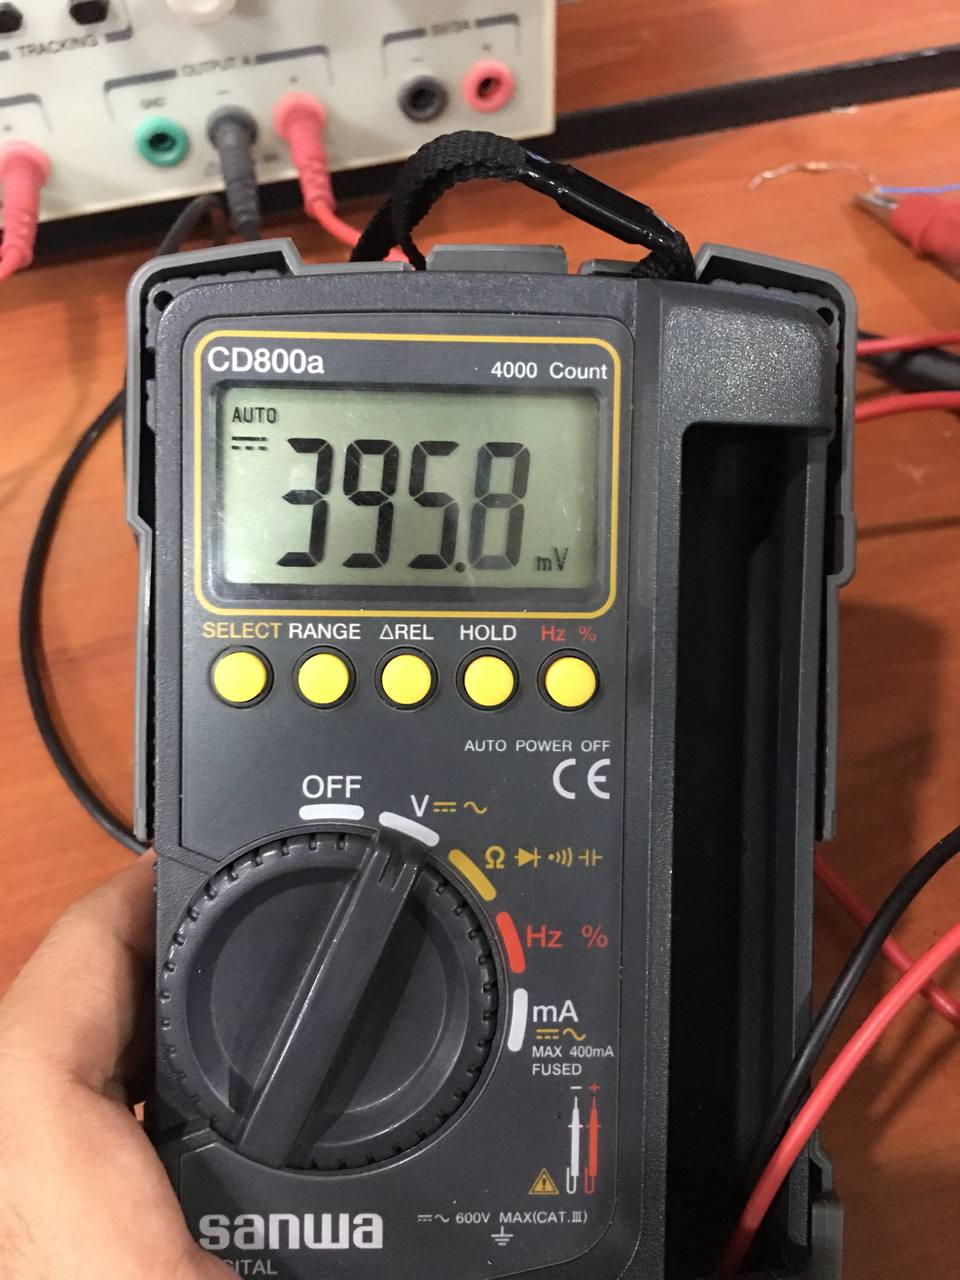 TRACKING
OUTPUT A
GND
CD800a
4000 Count
AUTO
395.8 mV
SELECT RANGE ΔREL HOLD Hz %
AUTO POWER OFF
CE
OFF
V
Ω
Hz %
mA
MAX 400mA
FUSED
- +
sanwa
600V MAX(CAT.III)